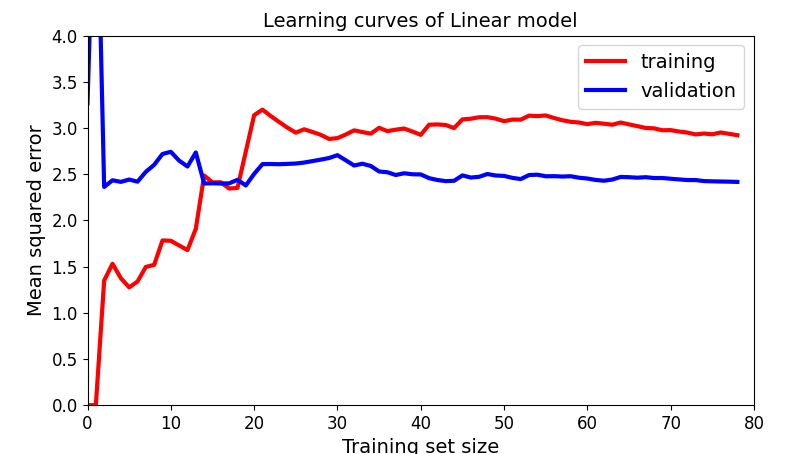 Learning curves of Linear model
4.0
3.5
3.0
2.5
2.0
1.5
1.0
0.5
0.0
Mean squared error
training
validation
0 10 20 30 40 50 60 70 80
Training set size